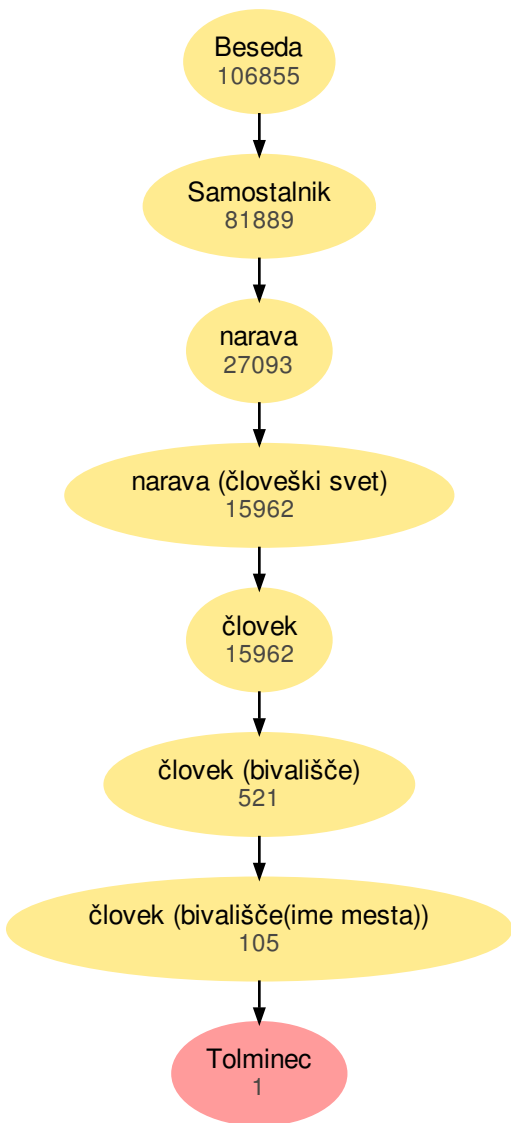 Beseda
106855
Samostalnik
81889
narava
27093
narava (človeški svet)
15962
človek
15962
človek (bivališče)
521
človek (bivališče(ime mesta))
105
Tolminec
1